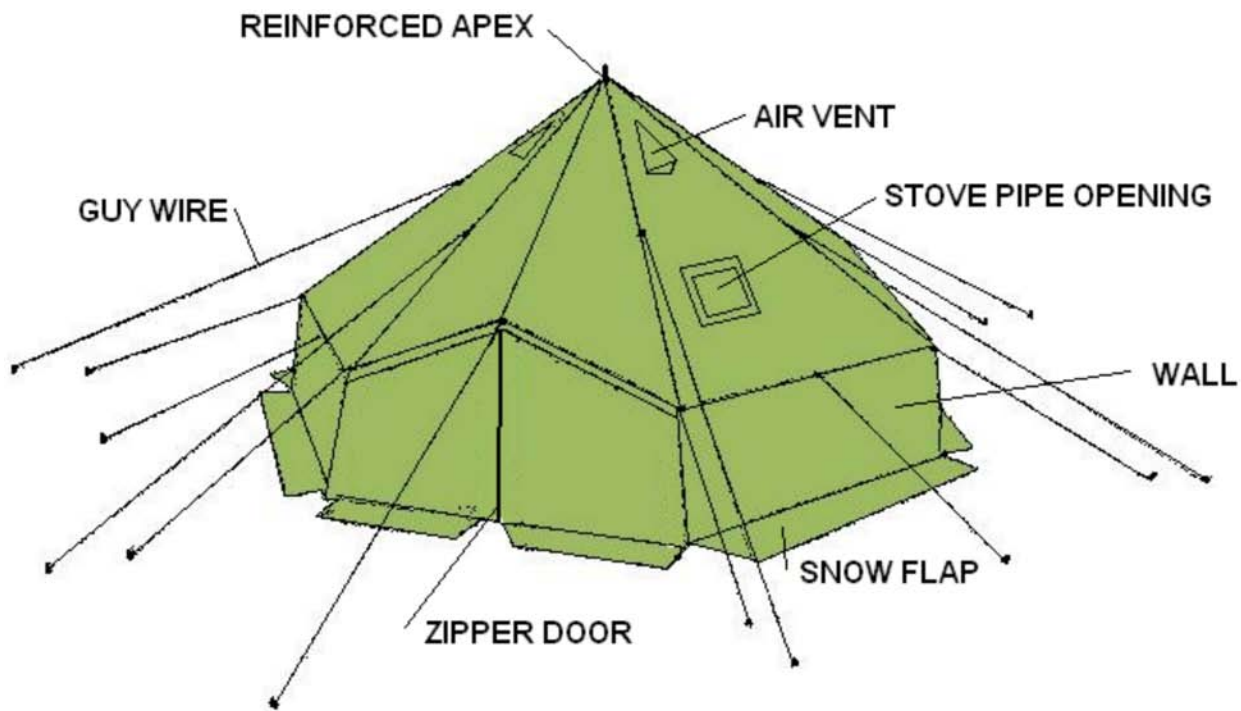 REINFORCED APEX
AIR VENT
STOVE PIPE OPENING
GUY WIRE
WALL
SNOW FLAP
ZIPPER DOOR